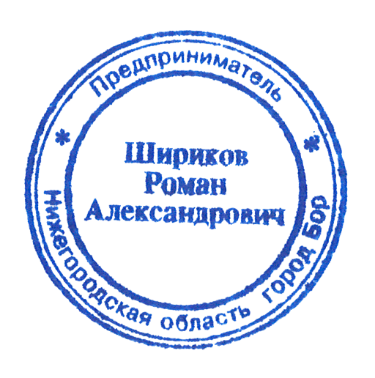 Предприниматель
Шириков
Роман
Александрович
* Нижегородская область город Бор *